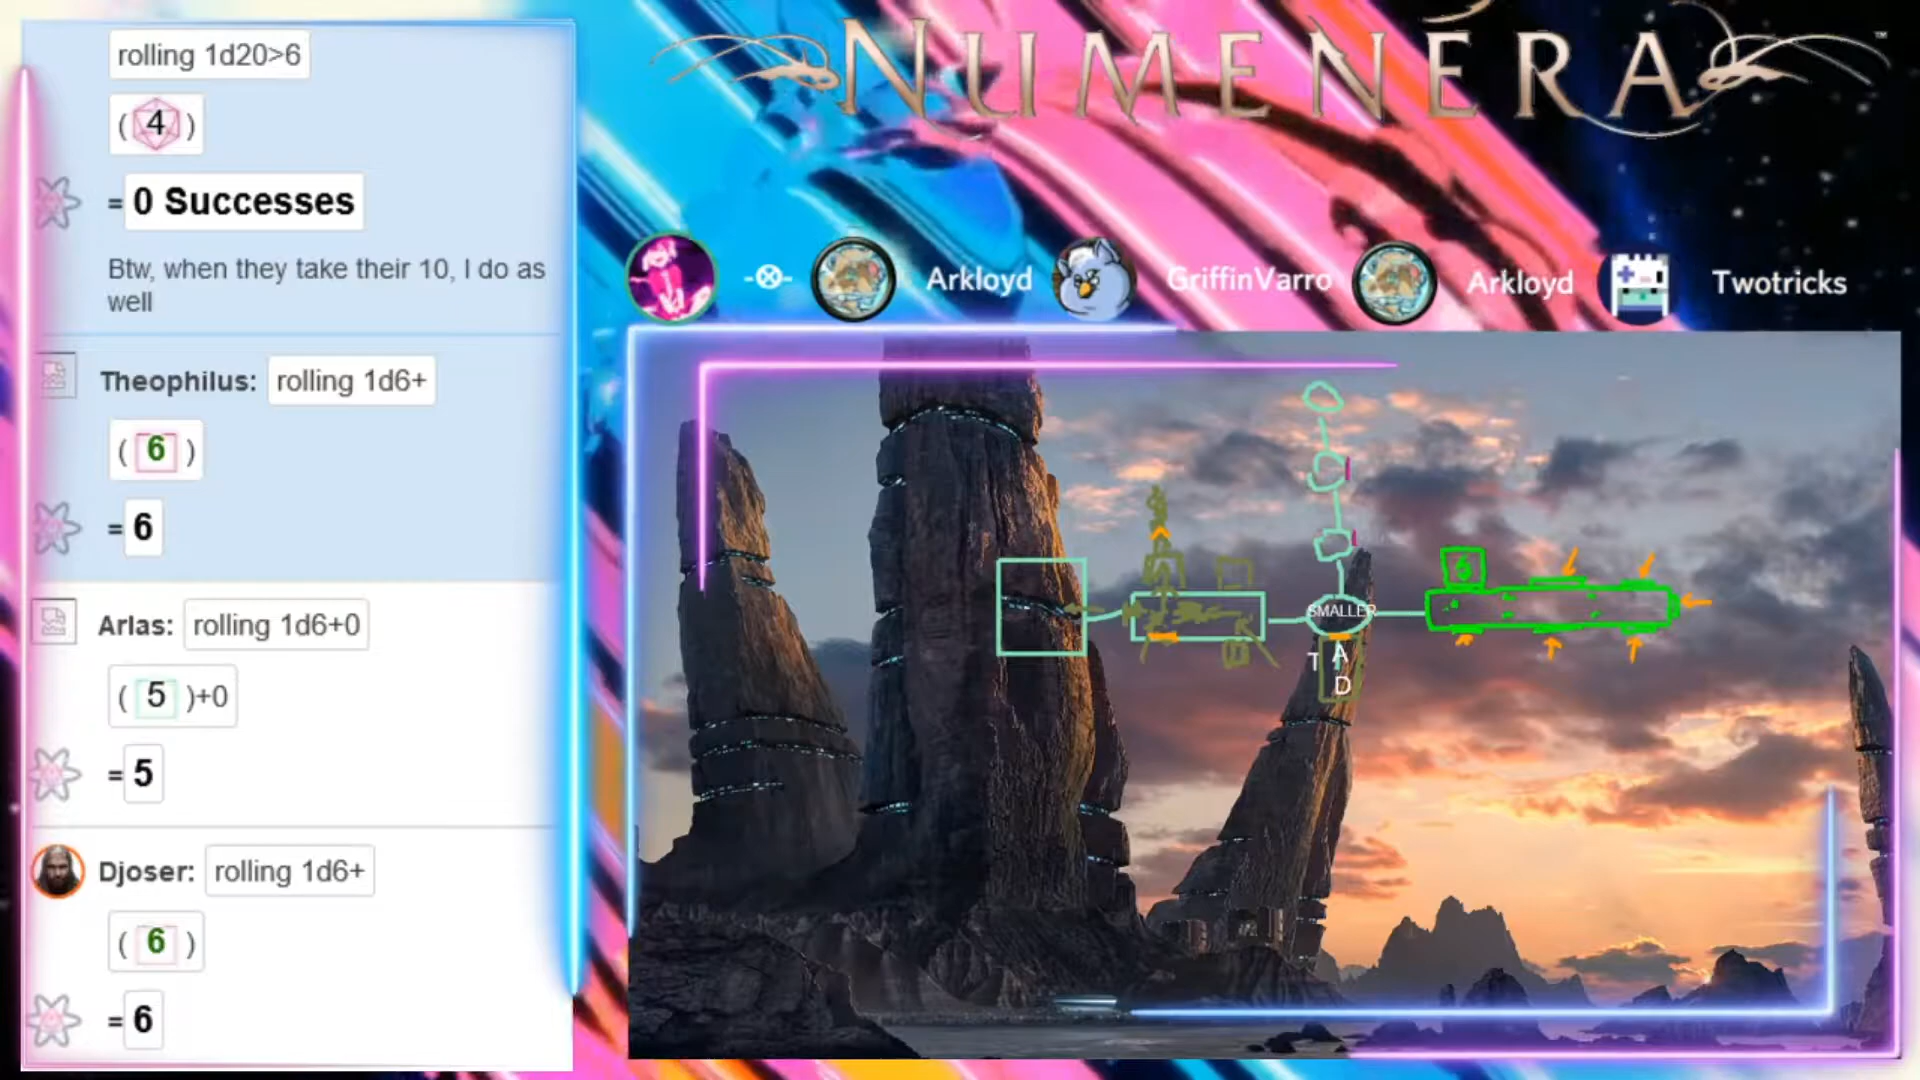 rolling 1d20>6
( 4 )
= 0 Successes
Btw, when they take their 10, I do as
well
Theophilus: rolling 1d6+
( 6 )
= 6
Arlas: rolling 1d6+0
( 5 )+0
= 5
Djoser: rolling 1d6+
( 6 )
= 6
NUMENÉRA™
-⊗- Arkloyd GriffinVarro Arkloyd Twotricks
SMALLER
T A
D